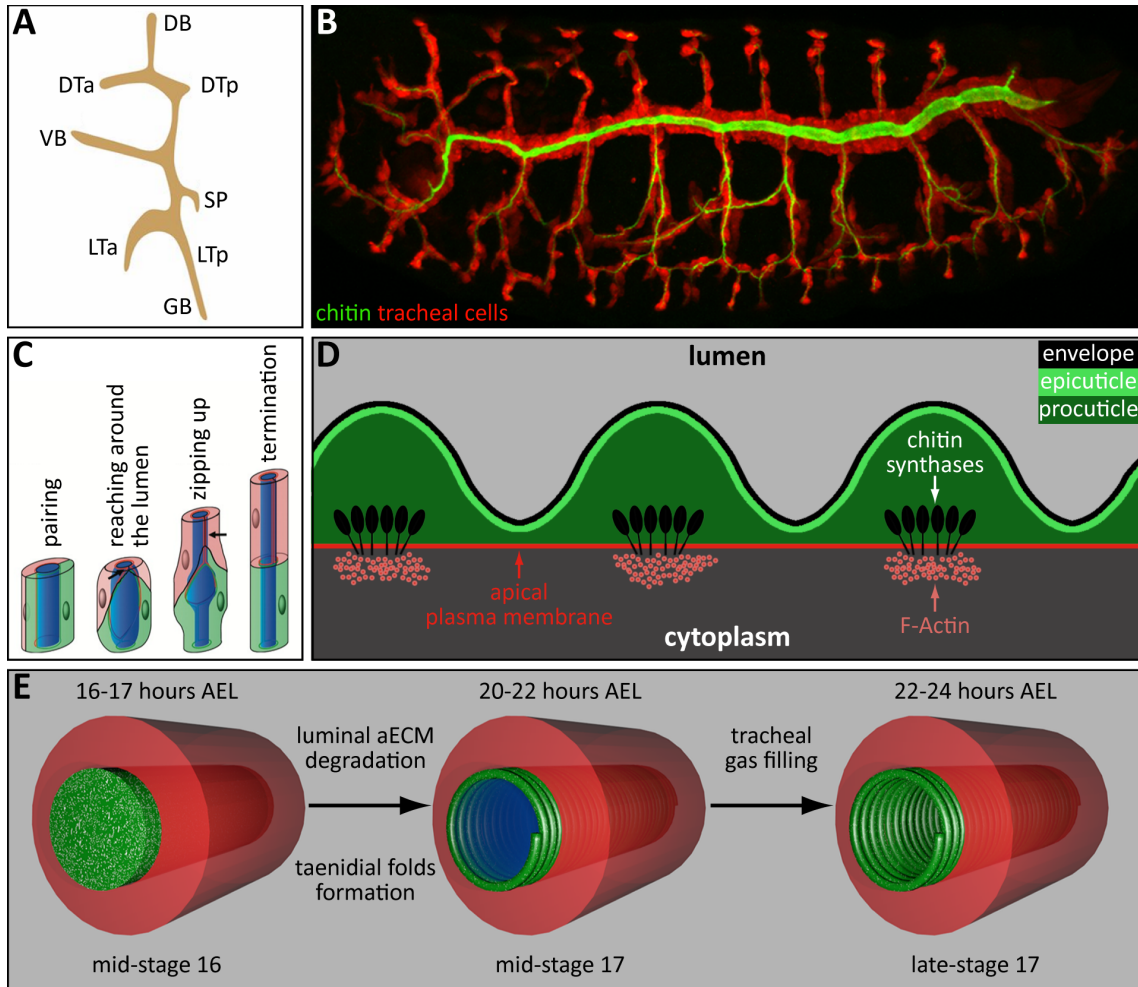 A
DB
DTa
DTp
VB
SP
LTa
LTp
GB
B
chitin tracheal cells
C
pairing
reaching around
the lumen
zipping up
termination
D
lumen
envelope
epicuticle
procuticle
chitin
synthases
apical
plasma membrane
F-Actin
cytoplasm
E
16-17 hours AEL
20-22 hours AEL
22-24 hours AEL
luminal aECM
degradation
tracheal
gas filling
taenidial folds
formation
mid-stage 16
mid-stage 17
late-stage 17